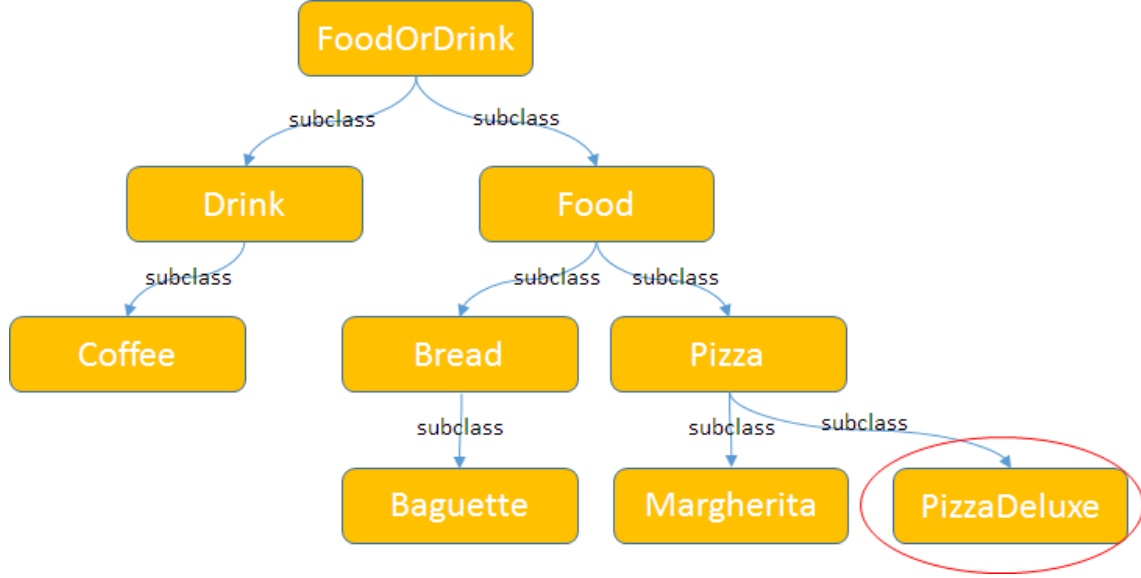 FoodOrDrink
subclass
subclass
Drink
Food
subclass
subclass
subclass
Coffee
Bread
Pizza
subclass
subclass
subclass
Baguette
Margherita
PizzaDeluxe